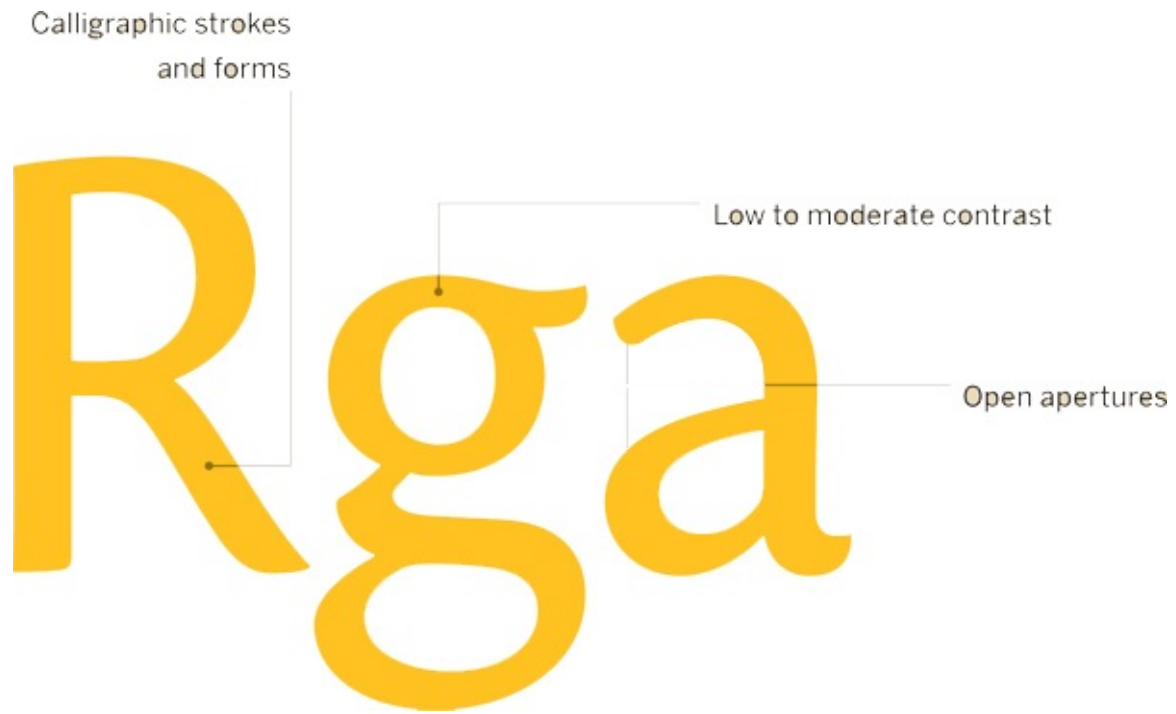 Calligraphic strokes
and forms
Low to moderate contrast
Rga
Open apertures